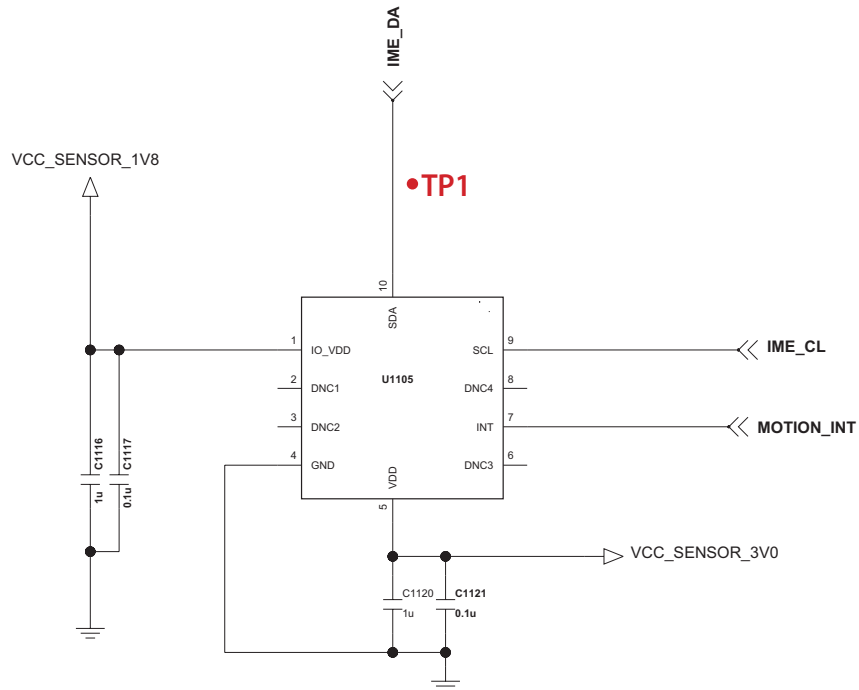 IME_DA
VCC_SENSOR_1V8
TP1
10
SDA
1
IO_VDD
SCL
9
IME_CL
2
DNC1
U1105
DNC4
8
3
DNC2
INT
7
MOTION_INT
4
GND
DNC3
6
VDD
5
C1116
1u
C1117
0.1u
VCC_SENSOR_3V0
C1120
1u
C1121
0.1u